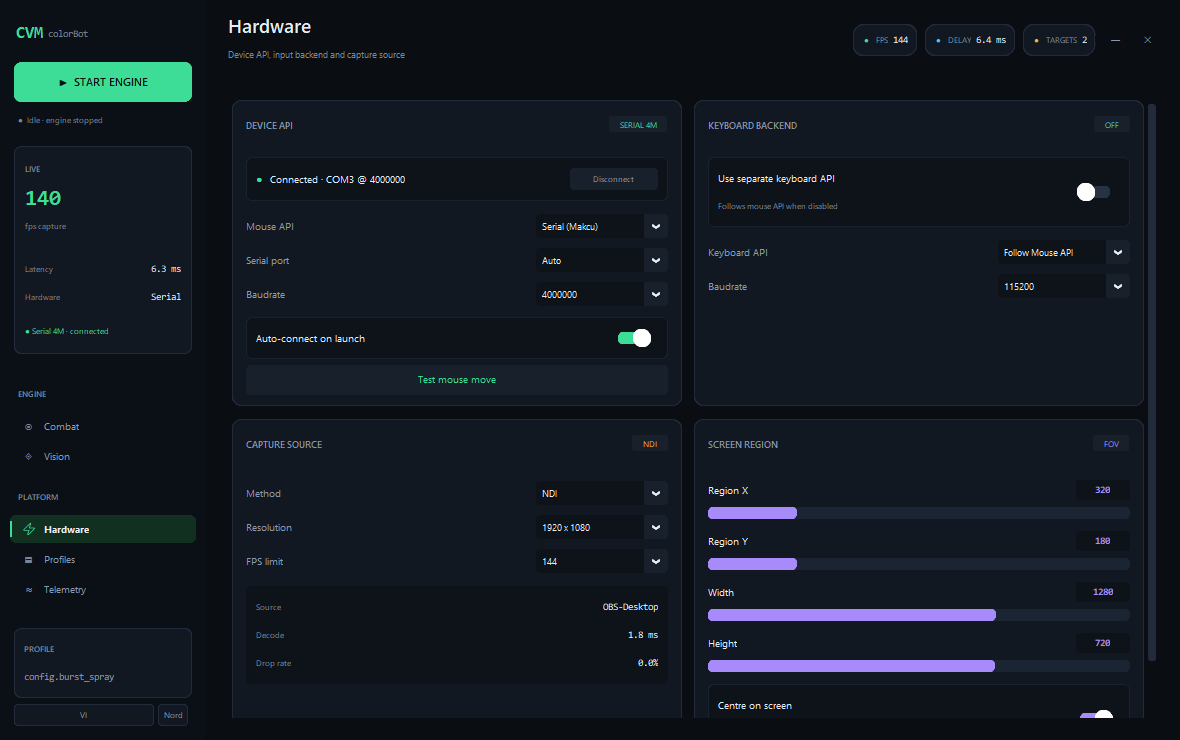 CVM colorBot
► START ENGINE
Idle · engine stopped
LIVE
140
fps capture
Latency 6.3 ms
Hardware Serial
Serial 4M · connected
ENGINE
Combat
Vision
PLATFORM
Hardware
Profiles
Telemetry
PROFILE
config.burst_spray
VI Nord
Hardware
Device API, input backend and capture source
FPS 144 DELAY 6.4 ms TARGETS 2
DEVICE API SERIAL 4M
Connected · COM3 @ 4000000 Disconnect
Mouse API Serial (Makcu)
Serial port Auto
Baudrate 4000000
Auto-connect on launch
Test mouse move
KEYBOARD BACKEND OFF
Use separate keyboard API
Follows mouse API when disabled
Keyboard API Follow Mouse API
Baudrate 115200
CAPTURE SOURCE NDI
Method NDI
Resolution 1920 x 1080
FPS limit 144
Source OBS-Desktop
Decode 1.8 ms
Drop rate 0.0%
SCREEN REGION FOV
Region X 320
Region Y 180
Width 1280
Height 720
Centre on screen